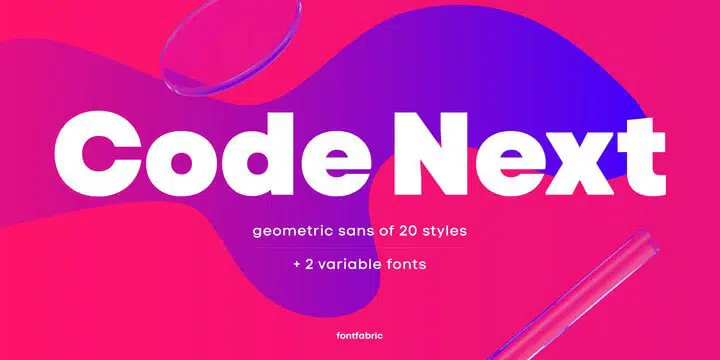 Code Next
geometric sans of 20 styles
+ 2 variable fonts
fontfabric